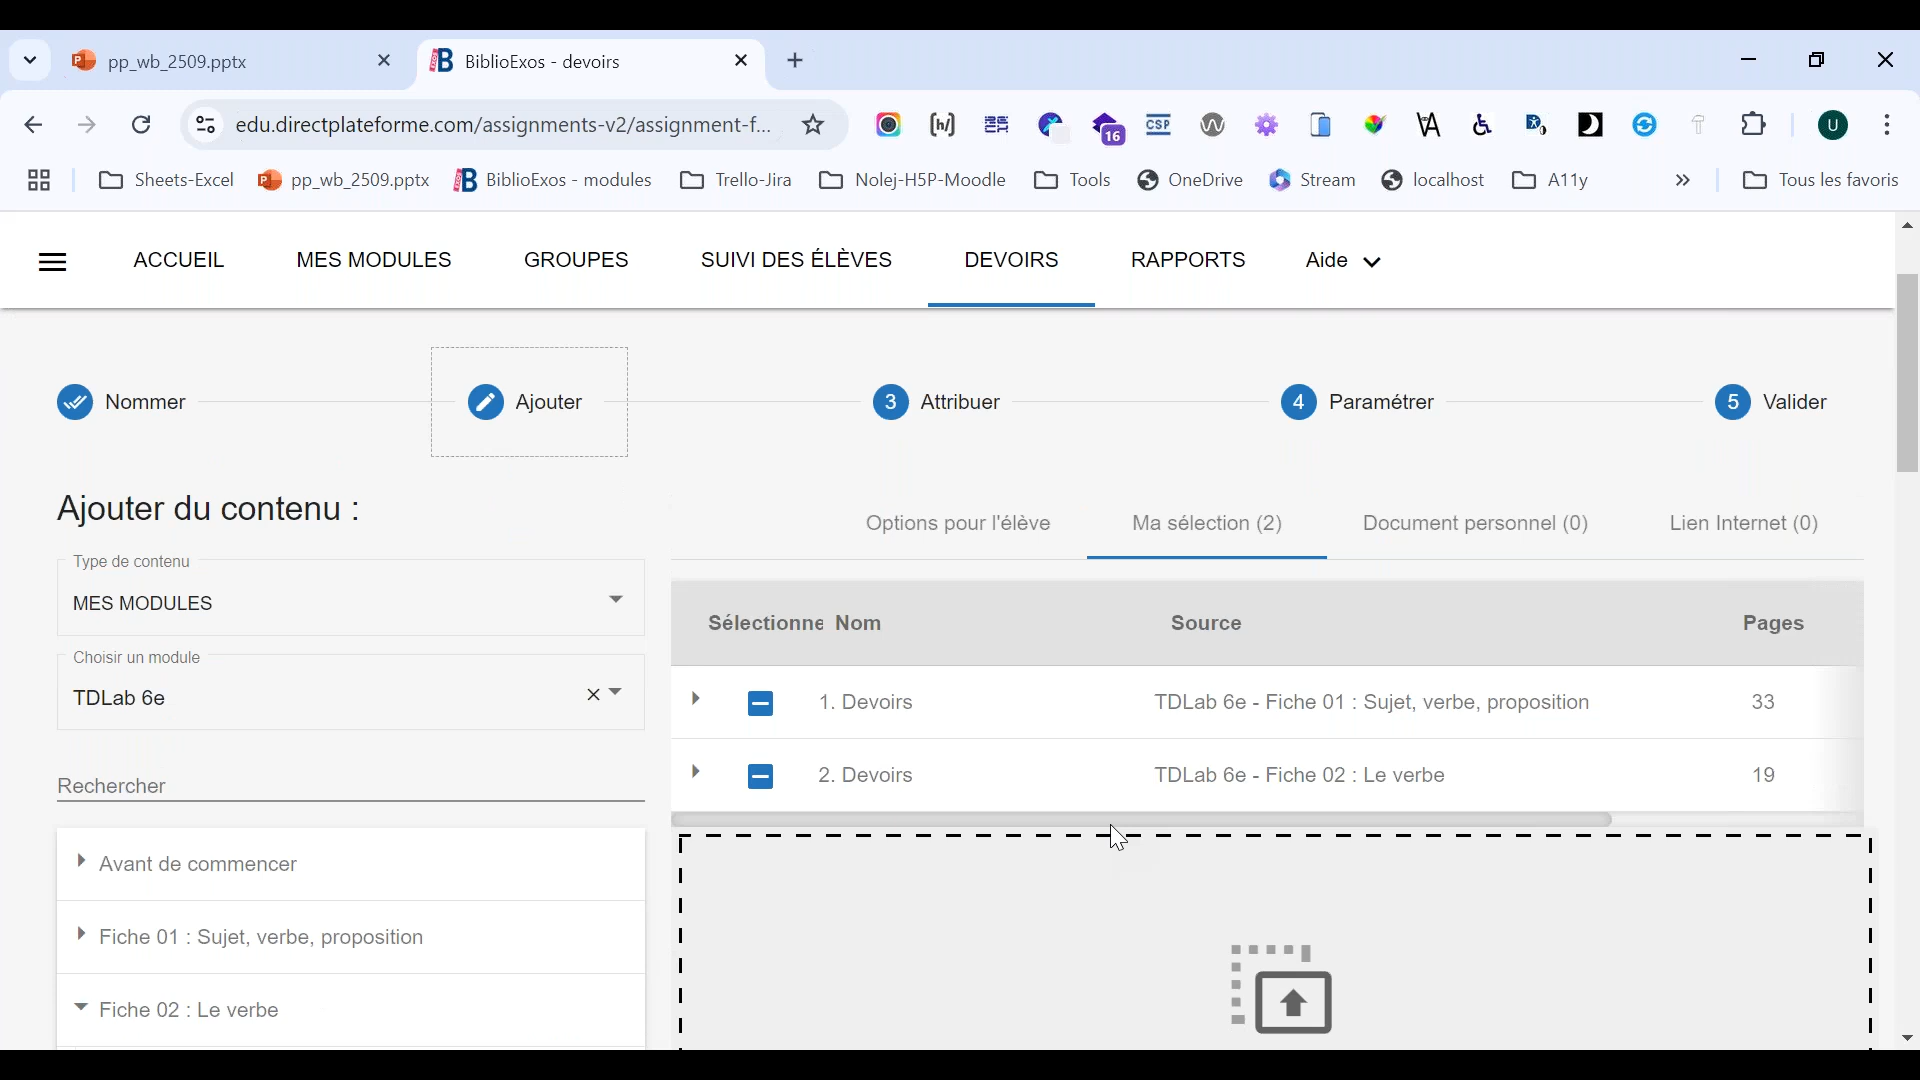 pp_wb_2509.pptx
BiblioExos - devoirs
edu.directplateforme.com/assignments-v2/assignment-f...
[h/]
16
CSP
U
Sheets-Excel
pp_wb_2509.pptx
BiblioExos - modules
Trello-Jira
Nolej-H5P-Moodle
Tools
OneDrive
Stream
localhost
A11y
Tous les favoris
ACCUEIL
MES MODULES
GROUPES
SUIVI DES ÉLÈVES
DEVOIRS
RAPPORTS
Aide
Nommer
Ajouter
3 Attribuer
4 Paramétrer
5 Valider
Ajouter du contenu :
Type de contenu
MES MODULES
Choisir un module
TDLab 6e
Rechercher
Avant de commencer
Fiche 01 : Sujet, verbe, proposition
Fiche 02 : Le verbe
Options pour l'élève
Ma sélection (2)
Document personnel (0)
Lien Internet (0)
Sélectionne Nom Source Pages
1. Devoirs TDLab 6e - Fiche 01 : Sujet, verbe, proposition 33
2. Devoirs TDLab 6e - Fiche 02 : Le verbe 19